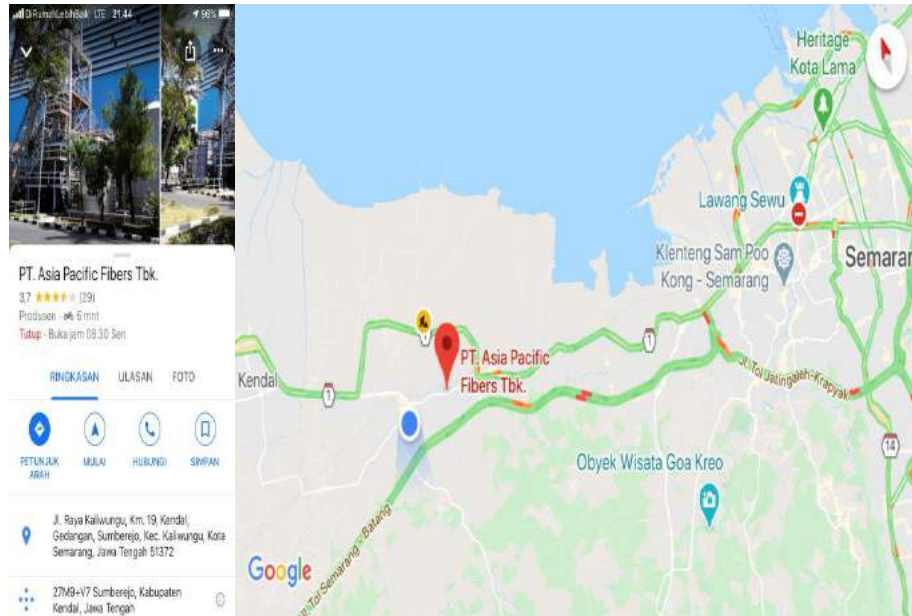 DiRumahLebihBaik LTE 21.44 96%
PT. Asia Pacific Fibers Tbk.
3,7 (29)
Produsen · 6 mnt
Tutup · Buka jam 08.30 Sen
RINGKASAN ULASAN FOTO
PETUNJUK ARAH
MULAI
HUBUNGI
SIMPAN
Jl. Raya Kaliwungu, Km. 19, Kendal,
Gedangan, Sumberejo, Kec. Kaliwungu, Kota
Semarang, Jawa Tengah 51372
27M9+V7 Sumberejo, Kabupaten
Kendal, Jawa Tengah
Heritage
Kota Lama
Lawang Sewu
Klenteng Sam Poo
Kong - Semarang
Semaran
1
1
1
PT. Asia Pacific
Fibers Tbk.
Kendal
Jl. Tol Jatingaleh-Krapyak
14
Obyek Wisata Goa Kreo
Tol Semarang - Batang
Google